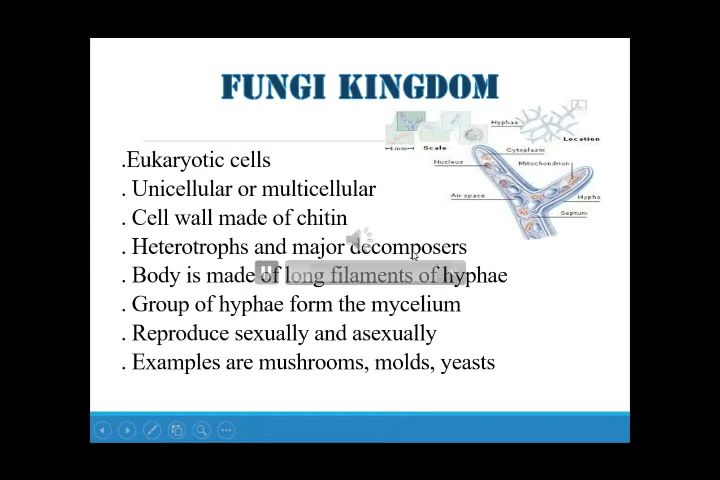 FUNGI KINGDOM
Hyphae
Location
Scale
Cytoplasm
Nucleus
Mitochondrion
Air space
Hypha
Septum
.Eukaryotic cells
. Unicellular or multicellular
. Cell wall made of chitin
. Heterotrophs and major decomposers
. Body is made of long filaments of hyphae
. Group of hyphae form the mycelium
. Reproduce sexually and asexually
. Examples are mushrooms, molds, yeasts